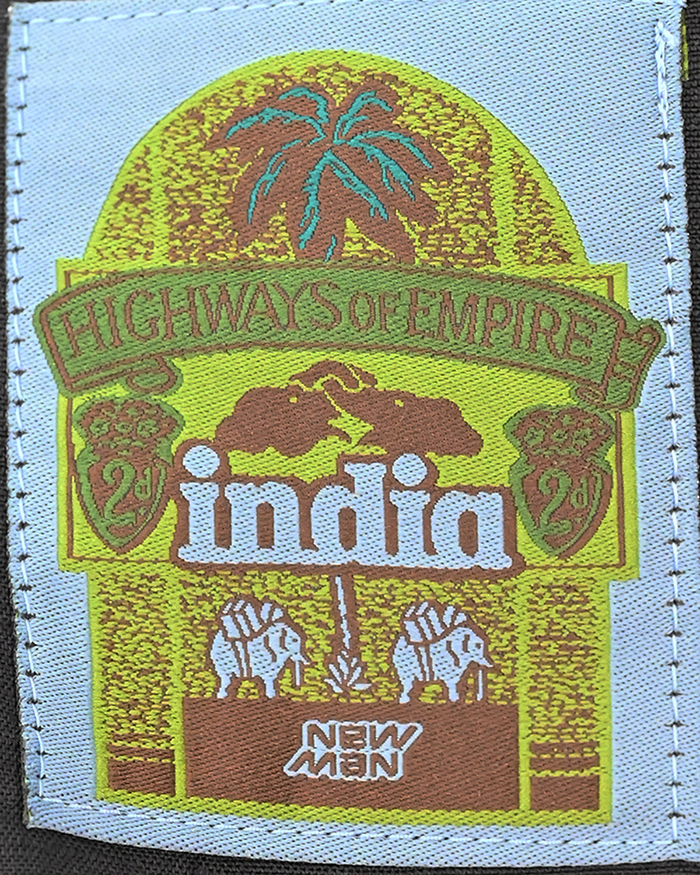 HIGHWAYS OF EMPIRE
2d 2d
india
NEW
MAN